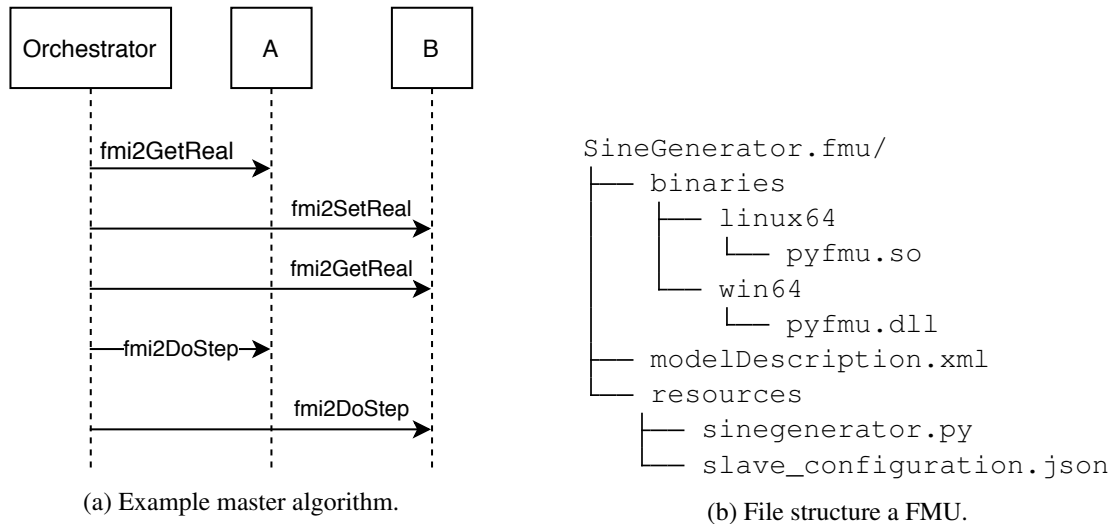 Orchestrator
A
B
fmi2GetReal
fmi2SetReal
fmi2GetReal
fmi2DoStep
fmi2DoStep
(a) Example master algorithm.
SineGenerator.fmu/
├── binaries
│   ├── linux64
│   │   └── pyfmu.so
│   └── win64
│       └── pyfmu.dll
├── modelDescription.xml
└── resources
    ├── sinegenerator.py
    └── slave_configuration.json
(b) File structure a FMU.